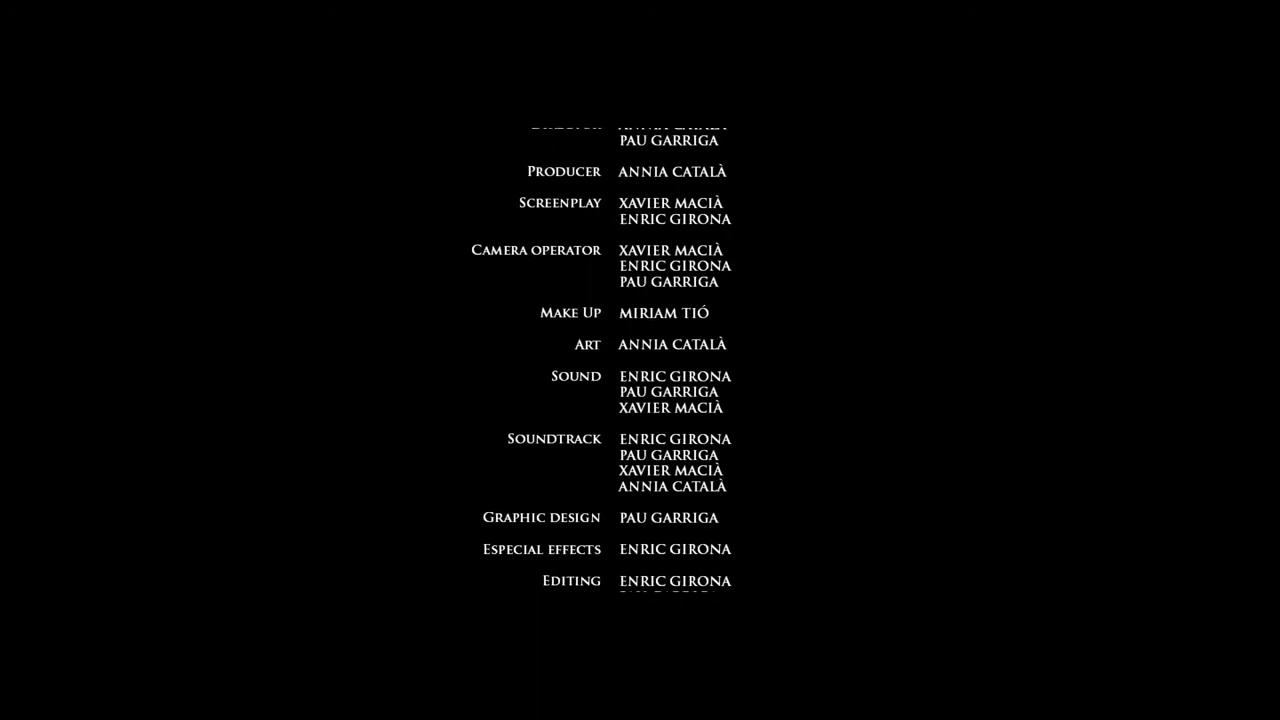 PAU GARRIGA
PRODUCER ANNIA CATALÀ
SCREENPLAY XAVIER MACIÀ
ENRIC GIRONA
CAMERA OPERATOR XAVIER MACIÀ
ENRIC GIRONA
PAU GARRIGA
MAKE UP MIRIAM TIÓ
ART ANNIA CATALÀ
SOUND ENRIC GIRONA
PAU GARRIGA
XAVIER MACIÀ
SOUNDTRACK ENRIC GIRONA
PAU GARRIGA
XAVIER MACIÀ
ANNIA CATALÀ
GRAPHIC DESIGN PAU GARRIGA
ESPECIAL EFFECTS ENRIC GIRONA
EDITING ENRIC GIRONA